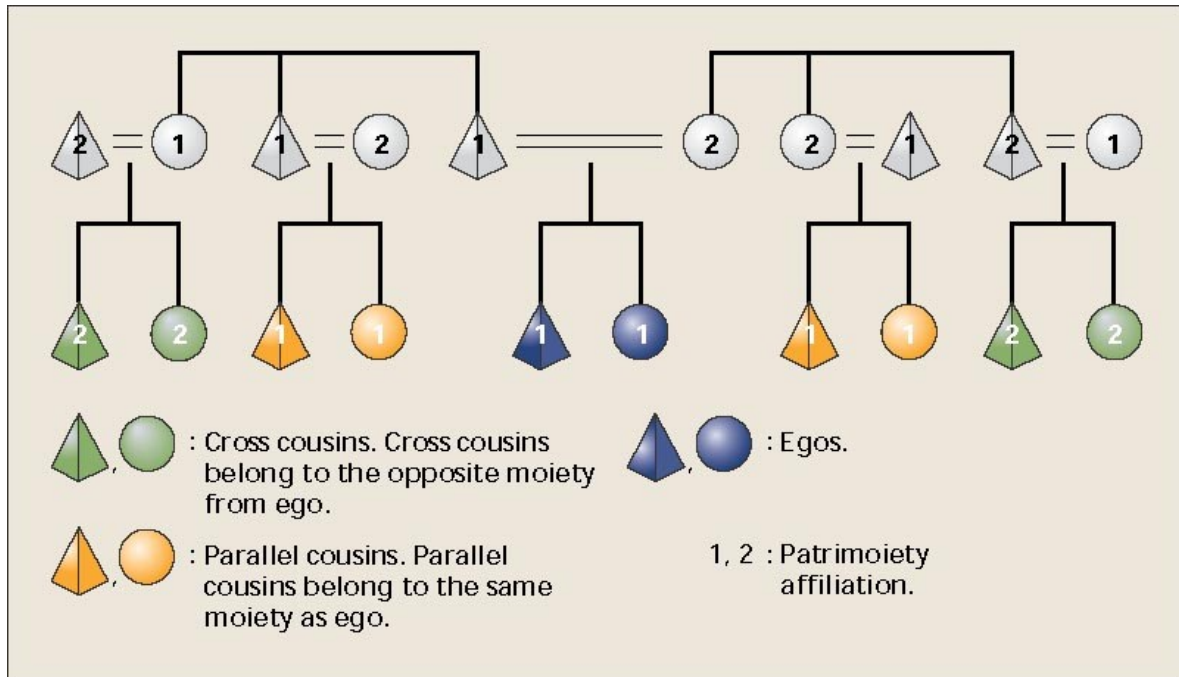 2 1 1 2 1 2 2 1 2 1
2 2 1 1 1 1 1 1 2 2
, : Cross cousins. Cross cousins
belong to the opposite moiety
from ego.
, : Egos.
, : Parallel cousins. Parallel
cousins belong to the same
moiety as ego.
1, 2 : Patrimoiety
affiliation.